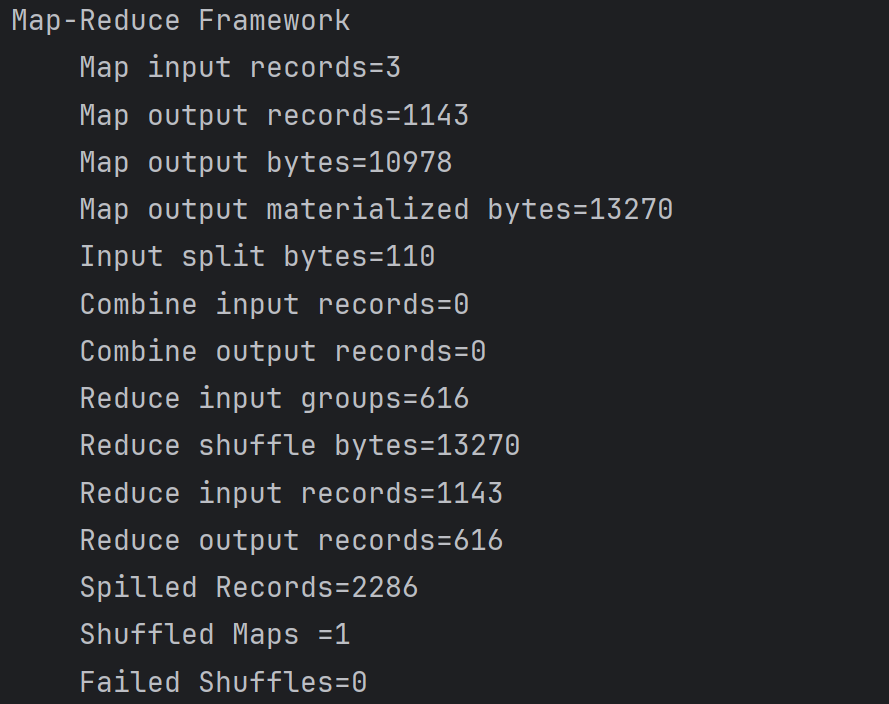 Map-Reduce Framework
Map input records=3
Map output records=1143
Map output bytes=10978
Map output materialized bytes=13270
Input split bytes=110
Combine input records=0
Combine output records=0
Reduce input groups=616
Reduce shuffle bytes=13270
Reduce input records=1143
Reduce output records=616
Spilled Records=2286
Shuffled Maps =1
Failed Shuffles=0